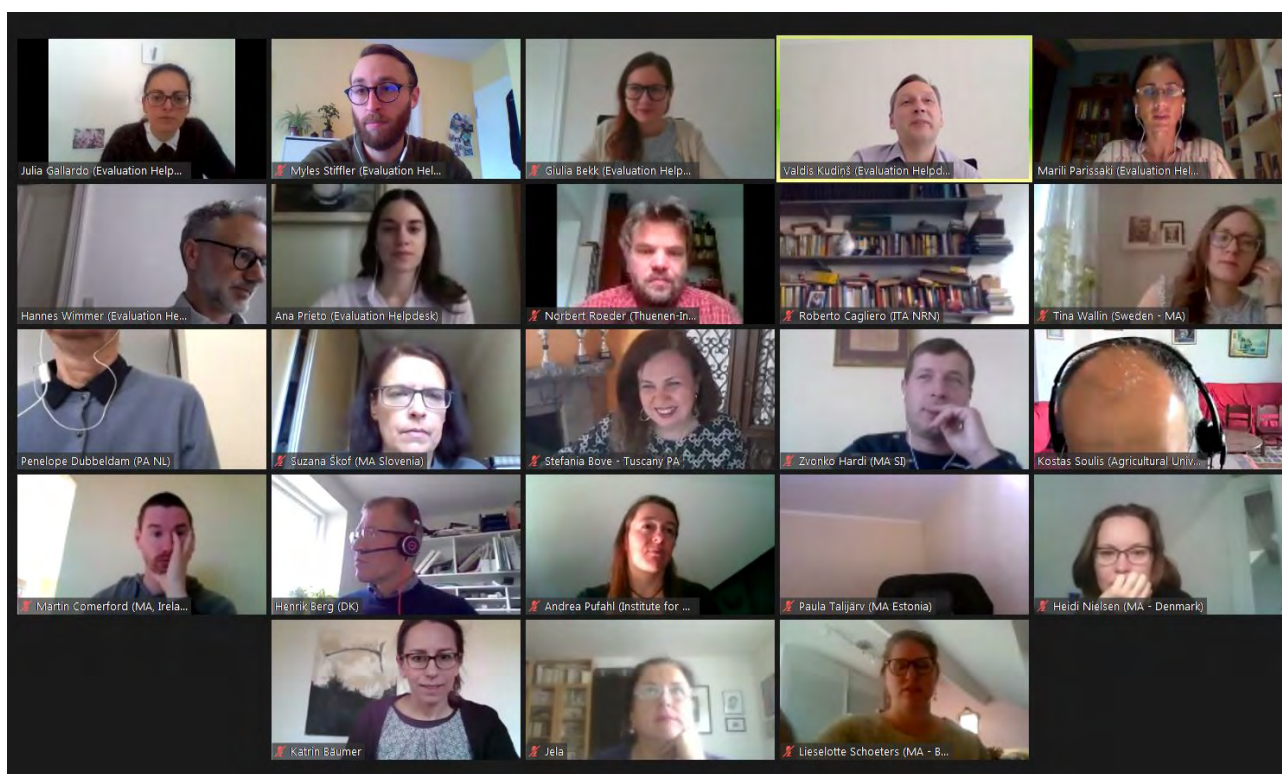 Julia Gallardo (Evaluation Help...
Myles Stiffler (Evaluation Hel...
Giulia Bekk (Evaluation Help...
Valdis Kudiņš (Evaluation Helpd...
Marili Parissaki (Evaluation Hel...
Hannes Wimmer (Evaluation He...
Ana Prieto (Evaluation Helpdesk)
Norbert Roeder (Thuenen-In...
Roberto Cagliero (ITA NRN)
Tina Wallin (Sweden - MA)
Penelope Dubbeldam (PA NL)
Suzana Škof (MA Slovenia)
Stefania Bove - Tuscany PA
Zvonko Hardi (MA SI)
Kostas Soulis (Agricultural Univ...
Martin Comerford (MA, Irela...
Henrik Berg (DK)
Andrea Pufahl (Institute for ...
Paula Talijärv (MA Estonia)
Heidi Nielsen (MA - Denmark)
Katrin Bäumer
Jela
Lieselotte Schoeters (MA - B...